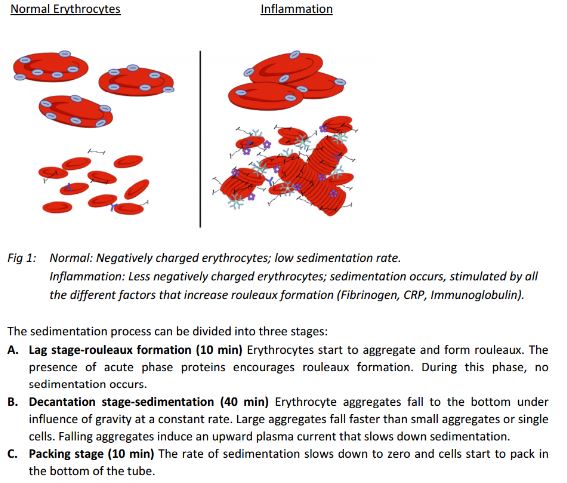 Normal Erythrocytes
Inflammation
Fig 1: Normal: Negatively charged erythrocytes; low sedimentation rate.
Inflammation: Less negatively charged erythrocytes; sedimentation occurs, stimulated by all
the different factors that increase rouleaux formation (Fibrinogen, CRP, Immunoglobulin).
The sedimentation process can be divided into three stages:
A. Lag stage-rouleaux formation (10 min) Erythrocytes start to aggregate and form rouleaux. The
presence of acute phase proteins encourages rouleaux formation. During this phase, no
sedimentation occurs.
B. Decantation stage-sedimentation (40 min) Erythrocyte aggregates fall to the bottom under
influence of gravity at a constant rate. Large aggregates fall faster than small aggregates or single
cells. Falling aggregates induce an upward plasma current that slows down sedimentation.
C. Packing stage (10 min) The rate of sedimentation slows down to zero and cells start to pack in
the bottom of the tube.